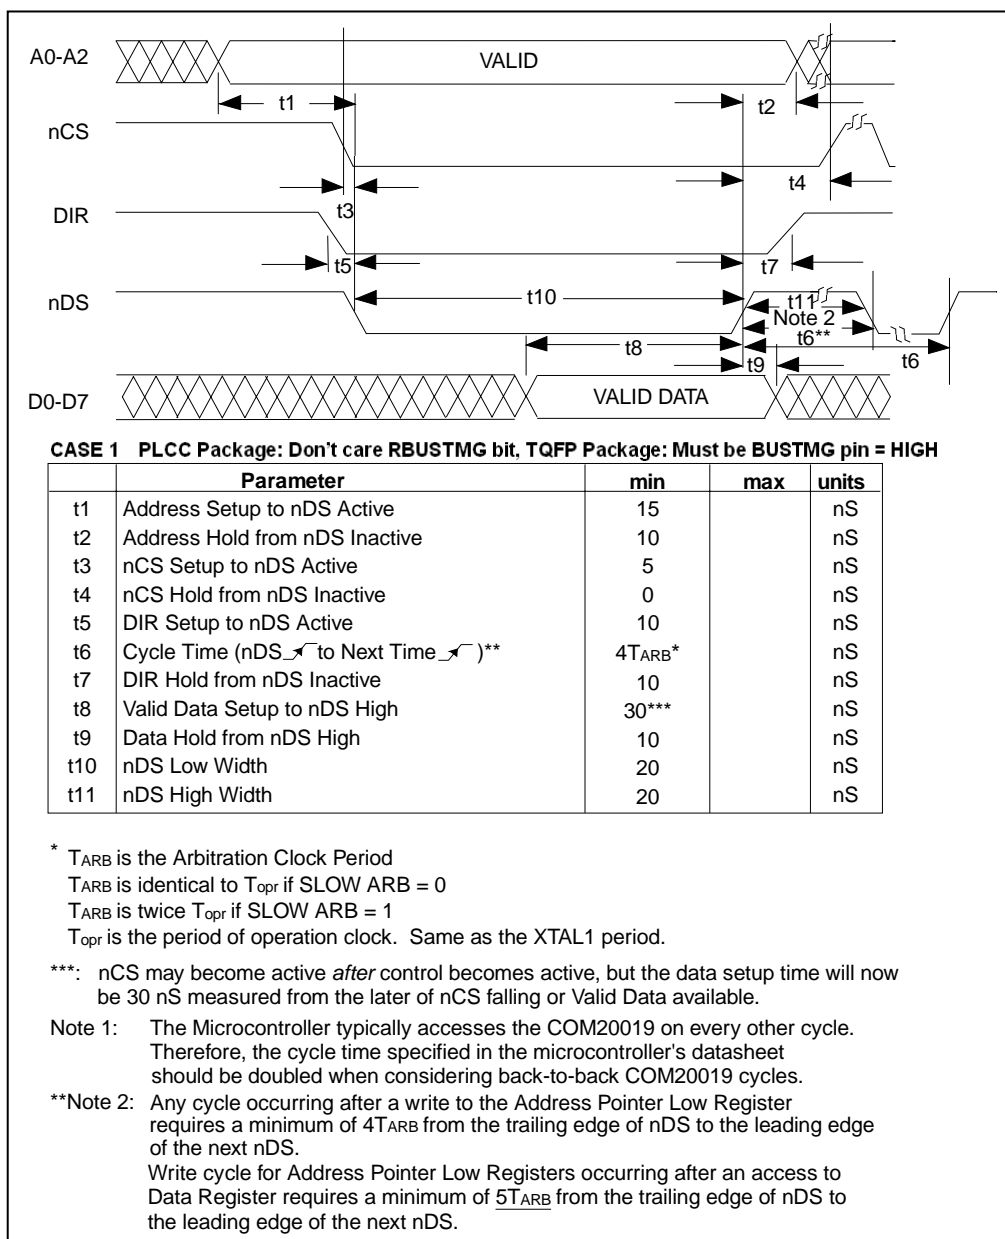 A0-A2
VALID
t1
t2
nCS
t4
t3
DIR
t5
t7
nDS
t10
t11
Note 2
t6**
t8
t9
t6
D0-D7
VALID DATA
CASE 1 PLCC Package: Don't care RBUSTMG bit, TQFP Package: Must be BUSTMG pin = HIGH
Parameter min max units
t1 Address Setup to nDS Active 15 nS
t2 Address Hold from nDS Inactive 10 nS
t3 nCS Setup to nDS Active 5 nS
t4 nCS Hold from nDS Inactive 0 nS
t5 DIR Setup to nDS Active 10 nS
t6 Cycle Time (nDS to Next Time )** 4TARB* nS
t7 DIR Hold from nDS Inactive 10 nS
t8 Valid Data Setup to nDS High 30*** nS
t9 Data Hold from nDS High 10 nS
t10 nDS Low Width 20 nS
t11 nDS High Width 20 nS
* TARB is the Arbitration Clock Period
TARB is identical to Topr if SLOW ARB = 0
TARB is twice Topr if SLOW ARB = 1
Topr is the period of operation clock. Same as the XTAL1 period.
***: nCS may become active after control becomes active, but the data setup time will now
be 30 nS measured from the later of nCS falling or Valid Data available.
Note 1: The Microcontroller typically accesses the COM20019 on every other cycle.
Therefore, the cycle time specified in the microcontroller's datasheet
should be doubled when considering back-to-back COM20019 cycles.
**Note 2: Any cycle occurring after a write to the Address Pointer Low Register
requires a minimum of 4TARB from the trailing edge of nDS to the leading edge
of the next nDS.
Write cycle for Address Pointer Low Registers occurring after an access to
Data Register requires a minimum of 5TARB from the trailing edge of nDS to
the leading edge of the next nDS.